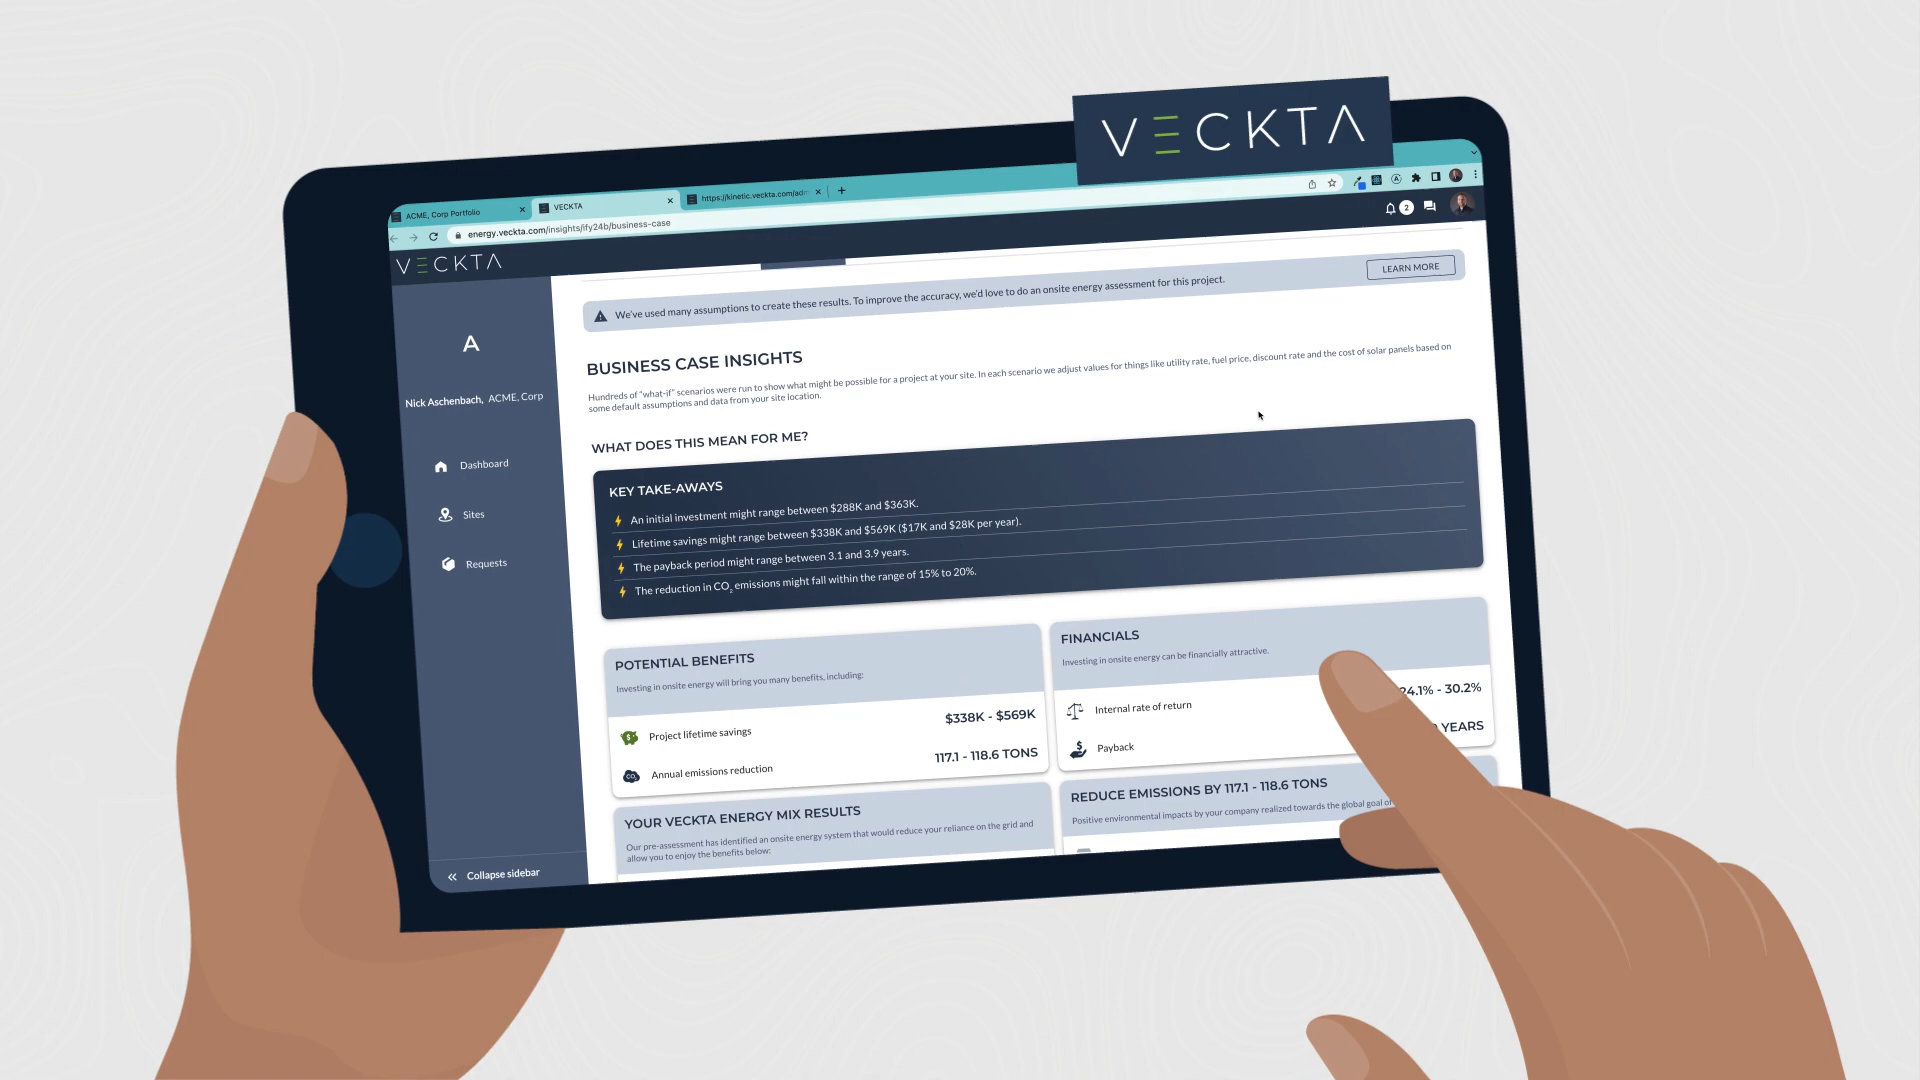 VECKTA
ACME, Corp Portfolio
VECKTA
https://kinetic.veckta.com/adm
energy.veckta.com/insights/ify24b/business-case
2
VECKTA
We've used many assumptions to create these results. To improve the accuracy, we'd love to do an onsite energy assessment for this project.
LEARN MORE
A
Nick Aschenbach, ACME, Corp
Dashboard
Sites
Requests
Collapse sidebar
BUSINESS CASE INSIGHTS
Hundreds of "what-if" scenarios were run to show what might be possible for a project at your site. In each scenario we adjust values for things like utility rate, fuel price, discount rate and the cost of solar panels based on
some default assumptions and data from your site location.
WHAT DOES THIS MEAN FOR ME?
KEY TAKE-AWAYS
An initial investment might range between $288K and $363K.
Lifetime savings might range between $338K and $569K ($17K and $28K per year).
The payback period might range between 3.1 and 3.9 years.
The reduction in CO₂ emissions might fall within the range of 15% to 20%.
POTENTIAL BENEFITS
Investing in onsite energy will bring you many benefits, including:
Project lifetime savings $338K - $569K
Annual emissions reduction 117.1 - 118.6 TONS
FINANCIALS
Investing in onsite energy can be financially attractive.
Internal rate of return 24.1% - 30.2%
Payback YEARS
YOUR VECKTA ENERGY MIX RESULTS
Our pre-assessment has identified an onsite energy system that would reduce your reliance on the grid and
allow you to enjoy the benefits below:
REDUCE EMISSIONS BY 117.1 - 118.6 TONS
Positive environmental impacts by your company realized towards the global goal of